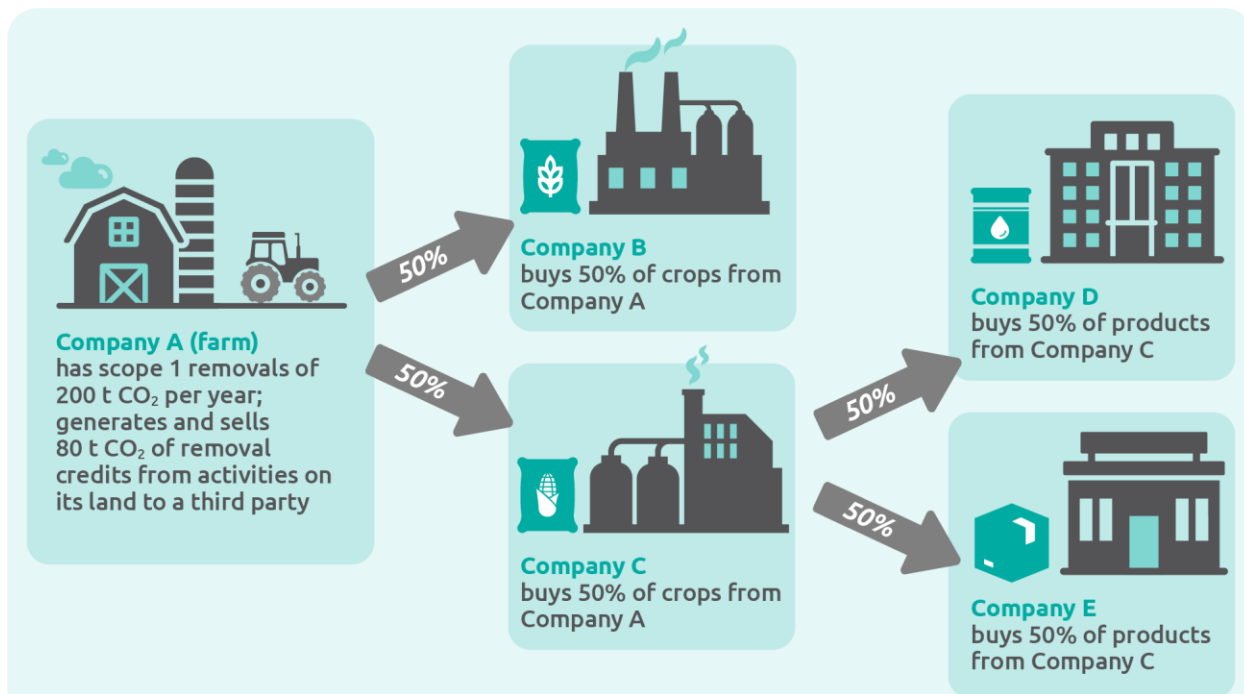 Company A (farm)
has scope 1 removals of
200 t CO₂ per year;
generates and sells
80 t CO₂ of removal
credits from activities on
its land to a third party
50%
50%
Company B
buys 50% of crops from
Company A
Company C
buys 50% of crops from
Company A
50%
50%
Company D
buys 50% of products
from Company C
Company E
buys 50% of products
from Company C